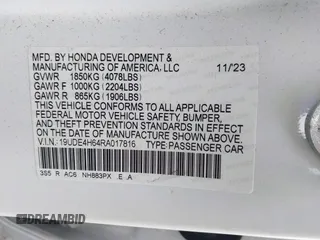 MFD. BY HONDA DEVELOPMENT &
MANUFACTURING OF AMERICA, LLC 11/23
GVWR 1850KG (4078LBS)
GAWR F 1000KG (2204LBS)
GAWR R 865KG (1906LBS)
THIS VEHICLE CONFORMS TO ALL APPLICABLE
FEDERAL MOTOR VEHICLE SAFETY, BUMPER,
AND THEFT PREVENTION STANDARDS IN EFFECT
ON THE DATE OF MANUFACTURE SHOWN ABOVE.
V.I.N.: 19UDE4H64RA017816 TYPE:PASSENGER CAR
3S5 R AC6 NH883PX E A
DREAMBID